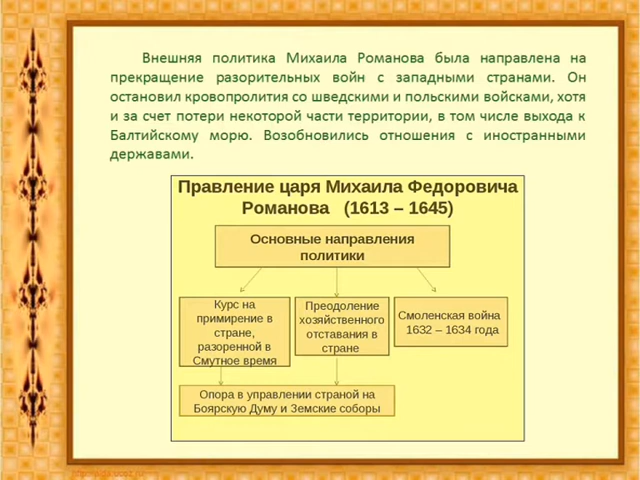 Внешняя политика Михаила Романова была направлена на
прекращение разорительных войн с западными странами. Он
остановил кровопролития со шведскими и польскими войсками, хотя
и за счет потери некоторой части территории, в том числе выхода к
Балтийскому морю. Возобновились отношения с иностранными
державами.
Правление царя Михаила Федоровича
Романова (1613 – 1645)
Основные направления
политики
Курс на
примирение в
стране,
разоренной в
Смутное время
Преодоление
хозяйственного
отставания в
стране
Смоленская война
1632 – 1634 года
Опора в управлении страной на
Боярскую Думу и Земские соборы